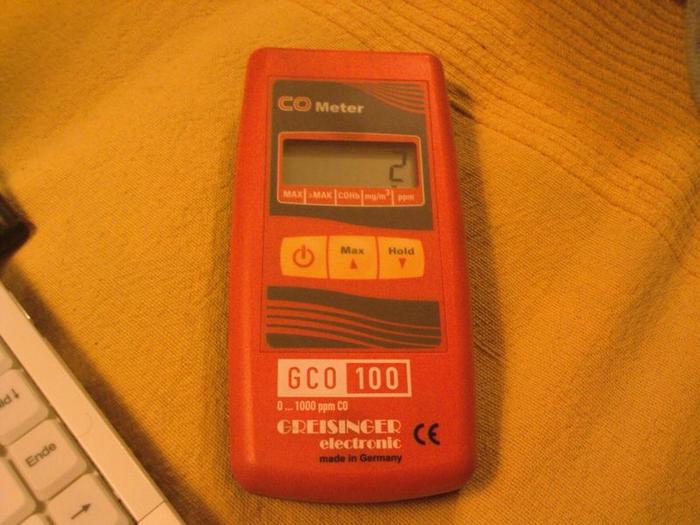 CO Meter
2
MAX >MAK COHb mg/m³ ppm
Max Hold
GCO 100
0 ... 1000 ppm CO
GREISINGER
electronic
CE
made in Germany
Ende